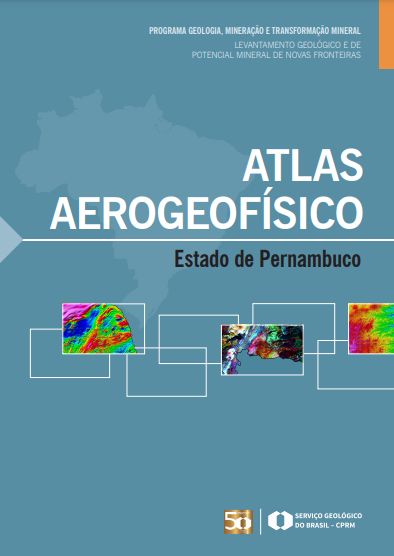 PROGRAMA GEOLOGIA, MINERAÇÃO E TRANSFORMAÇÃO MINERAL
LEVANTAMENTO GEOLÓGICO E DE
POTENCIAL MINERAL DE NOVAS FRONTEIRAS
ATLAS
AEROGEOFÍSICO
Estado de Pernambuco
50
SERVIÇO GEOLÓGICO
DO BRASIL – CPRM